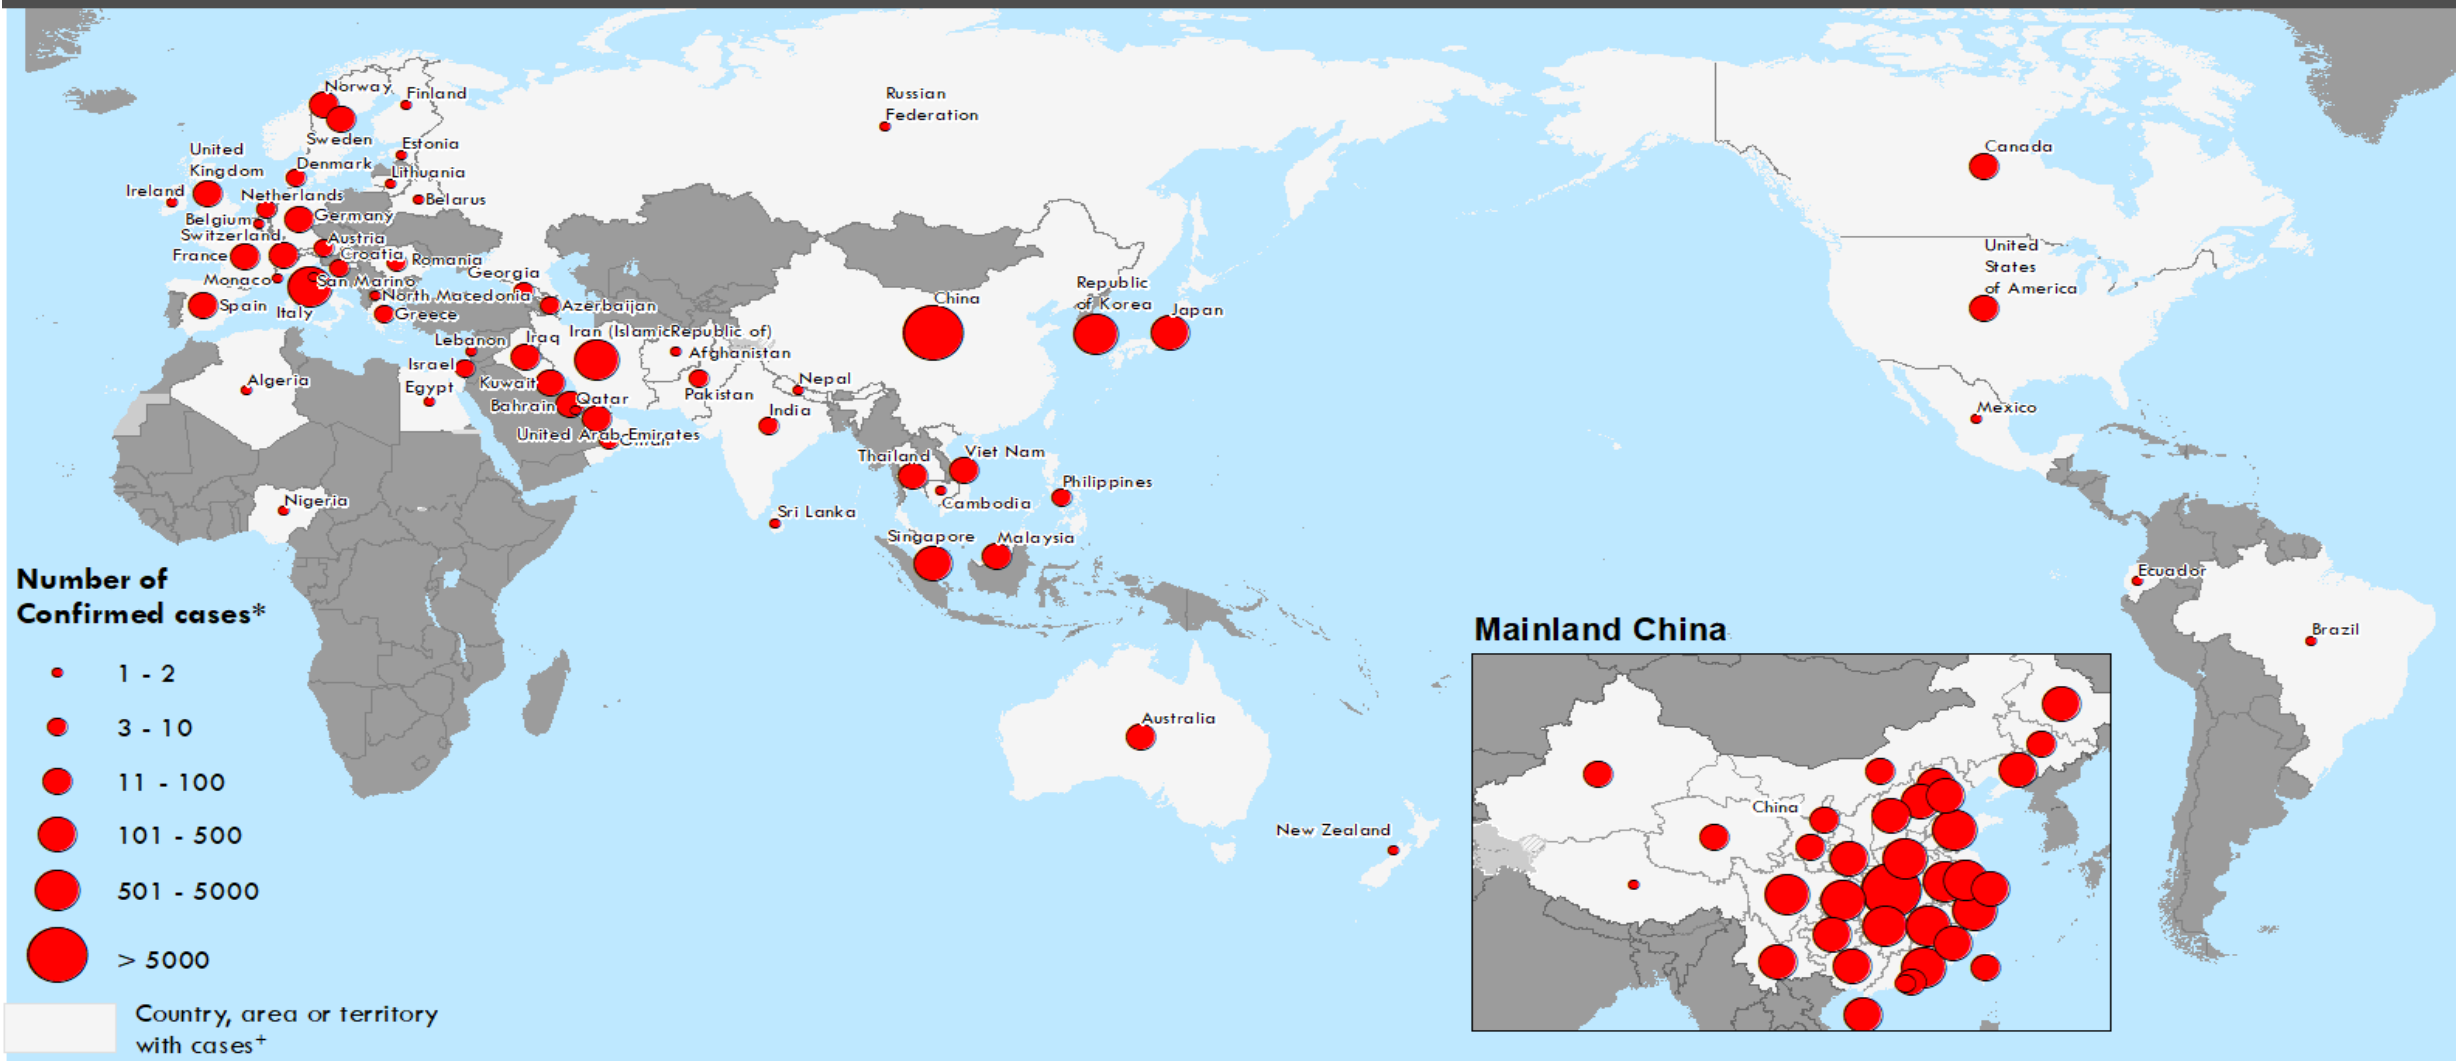 Norway
Finland
Sweden
Estonia
United
Kingdom
Denmark
Lithuania
Ireland
Netherlands
Belarus
Belgium
Germany
Switzerland
Austria
France
Croatia
Romania
Monaco
San Marino
Georgia
North Macedonia
Azerbaijan
Spain
Italy
Greece
Russian
Federation
Lebanon
Iraq
Iran (Islamic Republic of)
Israel
Afghanistan
Egypt
Kuwait
Pakistan
Nepal
Bahrain
Qatar
India
United Arab Emirates
Algeria
Nigeria
China
Republic
of Korea
Japan
Thailand
Viet Nam
Cambodia
Philippines
Sri Lanka
Singapore
Malaysia
Australia
New Zealand
Canada
United
States
of America
Mexico
Ecuador
Brazil
Number of
Confirmed cases*
1 - 2
3 - 10
11 - 100
101 - 500
501 - 5000
> 5000
Country, area or territory
with cases+
Mainland China
China